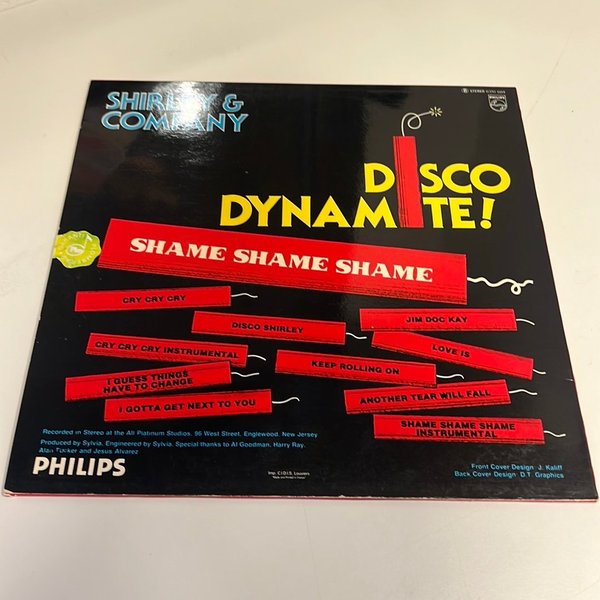 SHIRLEY &
COMPANY
STEREO
PHILIPS
DISCO
DYNAMITE!
SHAME SHAME SHAME
CRY CRY CRY
DISCO SHIRLEY
JIM DOC KAY
CRY CRY CRY INSTRUMENTAL
LOVE IS
KEEP ROLLING ON
I GUESS THINGS
HAVE TO CHANGE
ANOTHER TEAR WILL FALL
I GOTTA GET NEXT TO YOU
SHAME SHAME SHAME
INSTRUMENTAL
Recorded in Stereo at the All Platinum Studios, 96 West Street, Englewood, New Jersey
Produced by Sylvia. Engineered by Sylvia. Special thanks to Al Goodman, Harry Ray,
Alan Tucker and Jesus Alvarez
PHILIPS
Imp. C.I.D.I.S. Louviers
Front Cover Design J. Kaliff
Back Cover Design D.T. Graphics